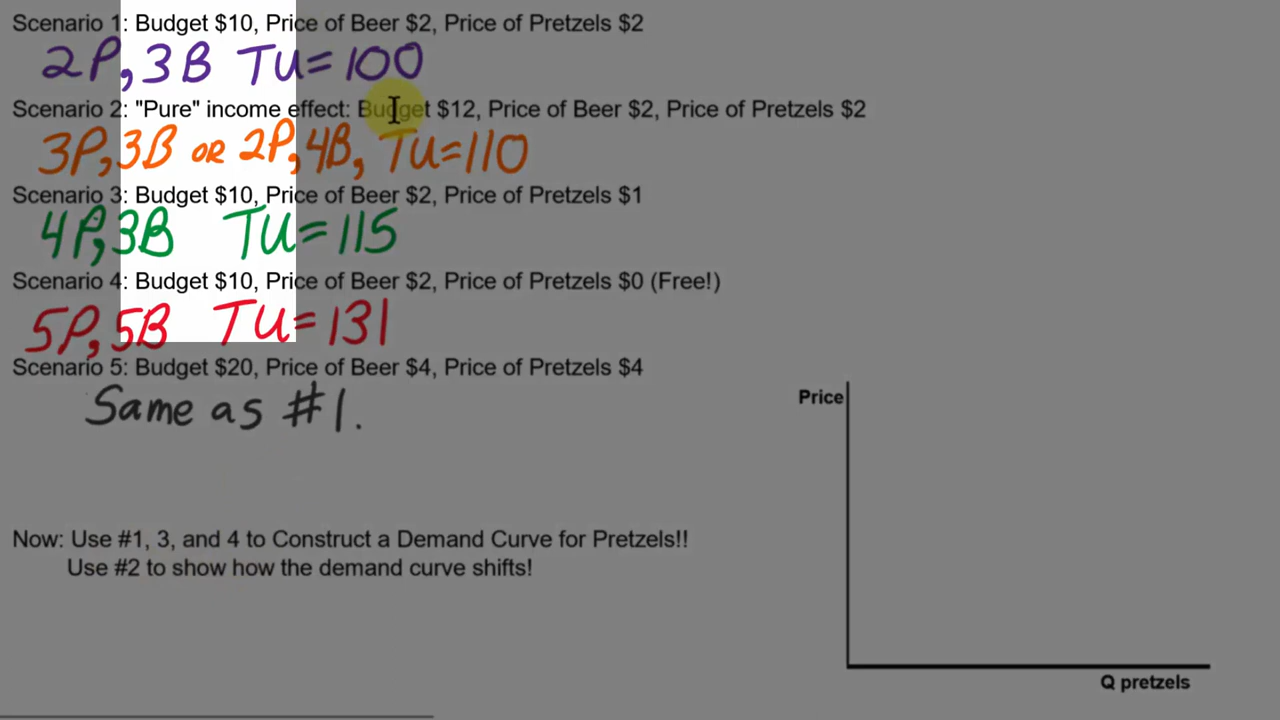 Scenario 1: Budget $10, Price of Beer $2, Price of Pretzels $2
2P, 3B TU=100
Scenario 2: "Pure" income effect: Budget $12, Price of Beer $2, Price of Pretzels $2
3P, 3B OR 2P, 4B, TU=110
Scenario 3: Budget $10, Price of Beer $2, Price of Pretzels $1
4P, 3B TU=115
Scenario 4: Budget $10, Price of Beer $2, Price of Pretzels $0 (Free!)
5P, 5B TU=131
Scenario 5: Budget $20, Price of Beer $4, Price of Pretzels $4
Same as #1.
Price
Now: Use #1, 3, and 4 to Construct a Demand Curve for Pretzels!!
Use #2 to show how the demand curve shifts!
Q pretzels